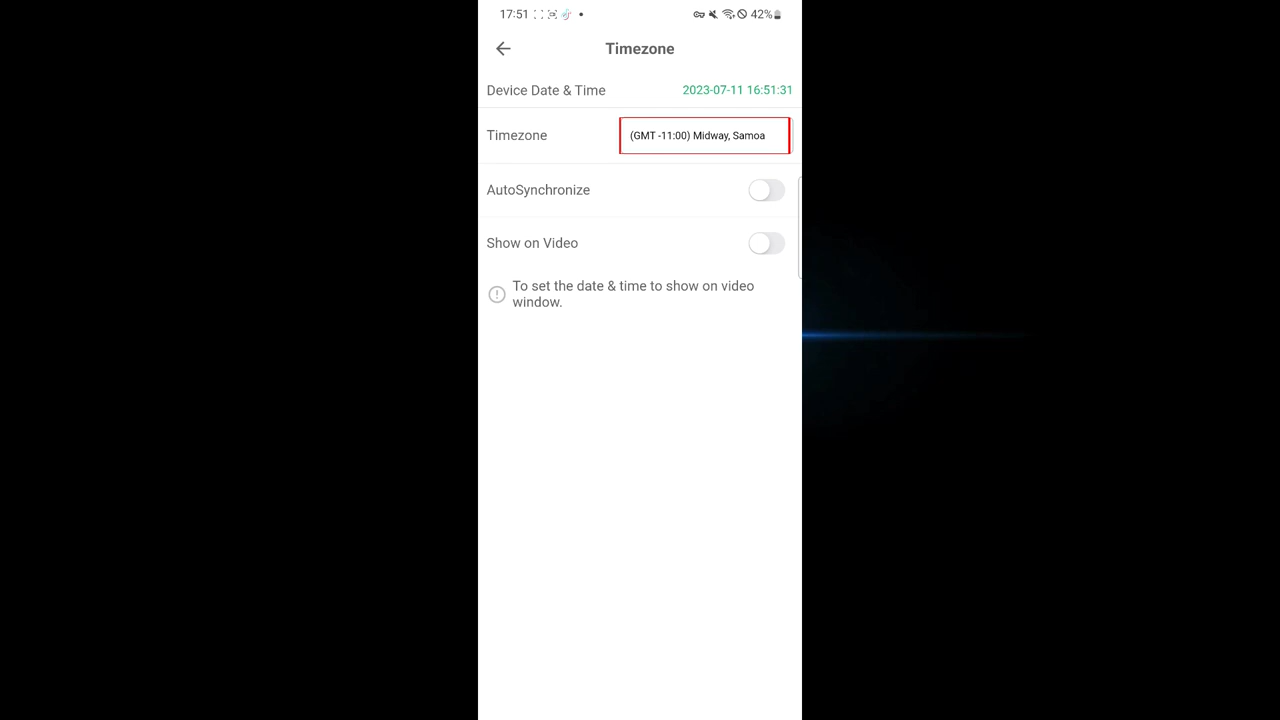 17:51 42%
Timezone
Device Date & Time 2023-07-11 16:51:31
Timezone (GMT -11:00) Midway, Samoa
AutoSynchronize
Show on Video
To set the date & time to show on video
window.